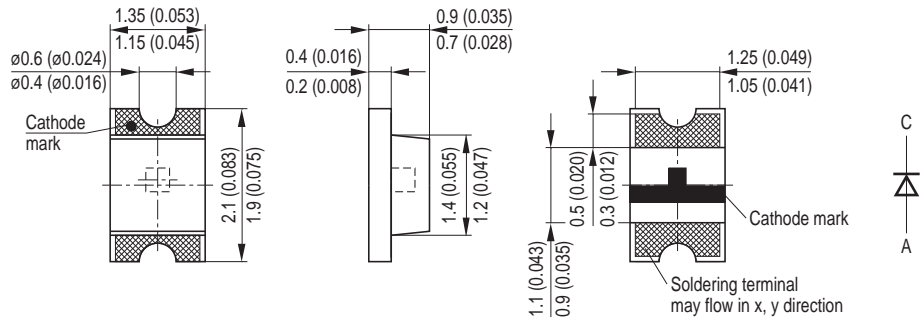 1.35 (0.053)
1.15 (0.045)
ø0.6 (ø0.024)
ø0.4 (ø0.016)
Cathode
mark
2.1 (0.083)
1.9 (0.075)
0.9 (0.035)
0.7 (0.028)
0.4 (0.016)
0.2 (0.008)
1.4 (0.055)
1.2 (0.047)
1.25 (0.049)
1.05 (0.041)
0.5 (0.020)
0.3 (0.012)
1.1 (0.043)
0.9 (0.035)
Cathode mark
Soldering terminal
may flow in x, y direction
C
A